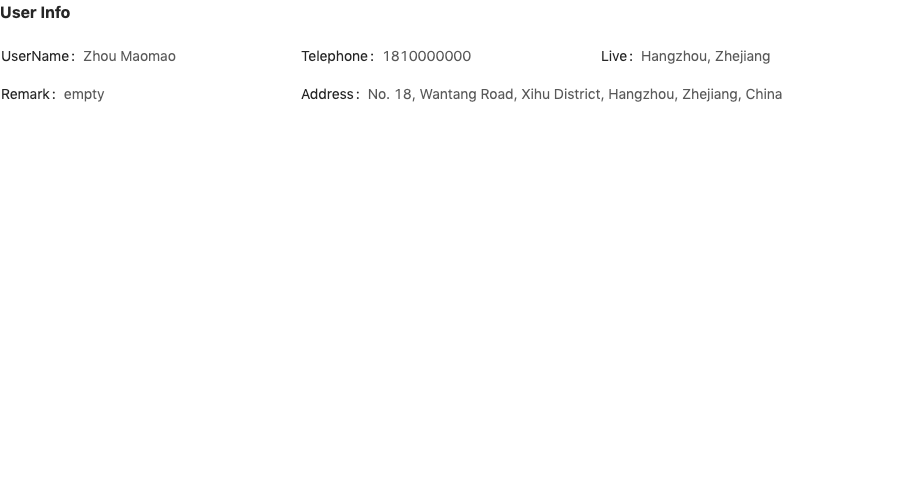 User Info
UserName: Zhou Maomao Telephone: 1810000000 Live: Hangzhou, Zhejiang
Remark: empty Address: No. 18, Wantang Road, Xihu District, Hangzhou, Zhejiang, China